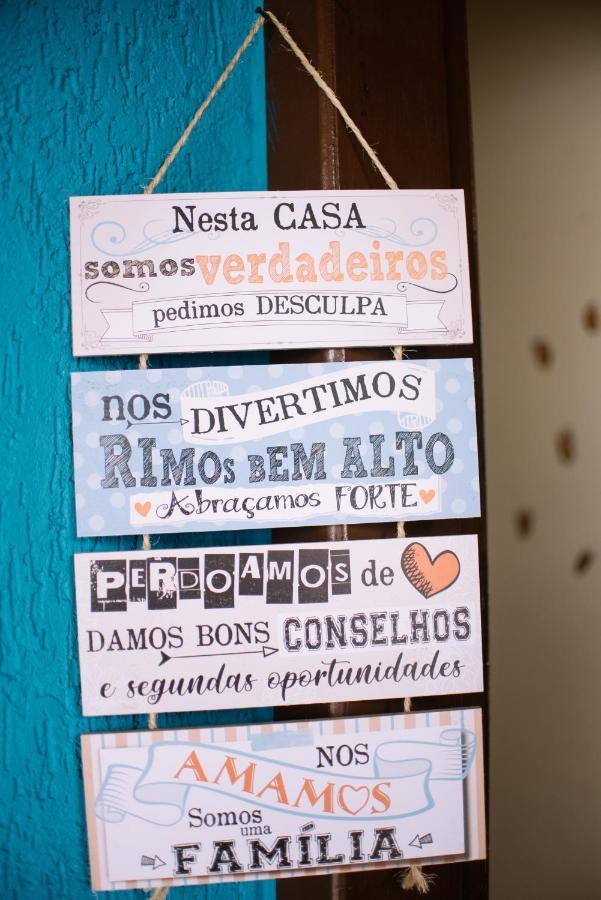 Nesta CASA
somos verdadeiros
pedimos DESCULPA
nos DIVERTIMOS
RIMOS BEM ALTO
Abraçamos FORTE
PERDOAMOS de
DAMOS BONS CONSELHOS
e segundas oportunidades
NOS
AMAMOS
Somos
uma
FAMÍLIA